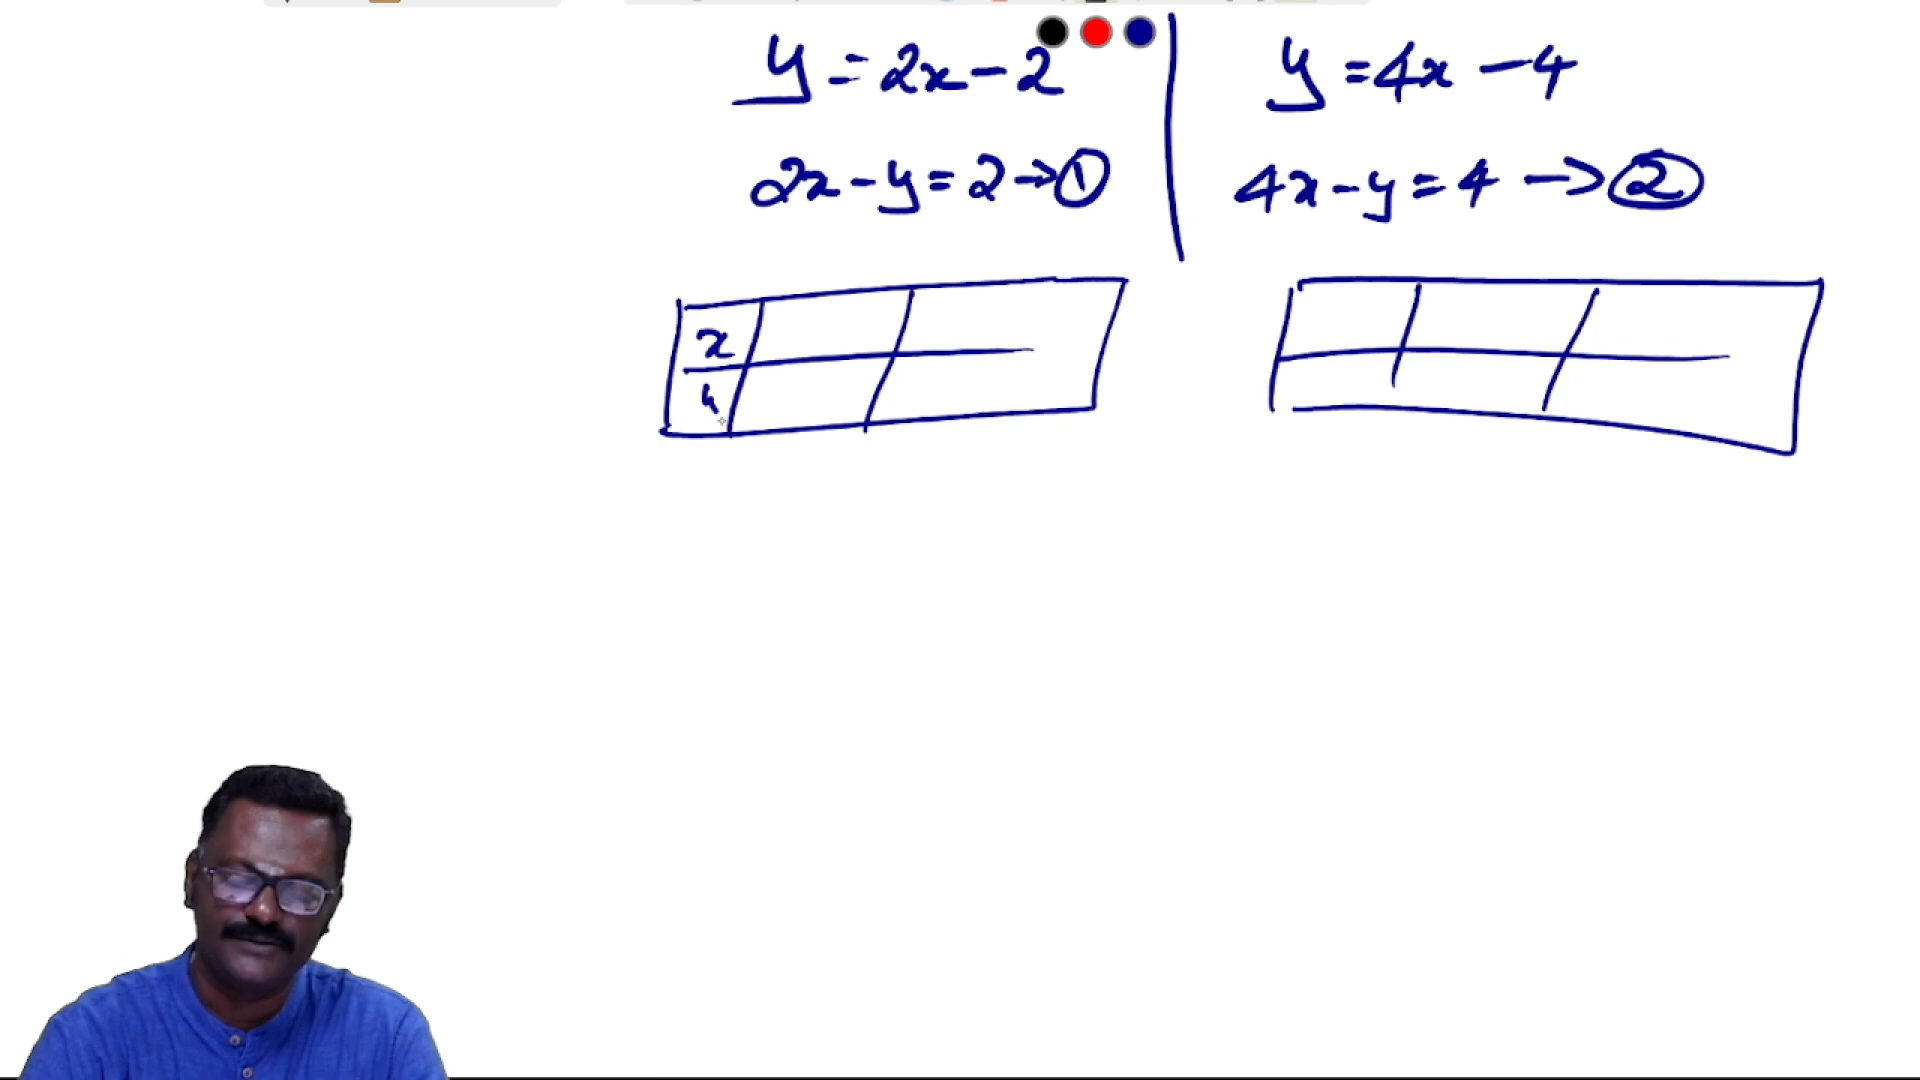 y = 2x - 2
2x - y = 2 → ①
y = 4x - 4
4x - y = 4 → ②
x